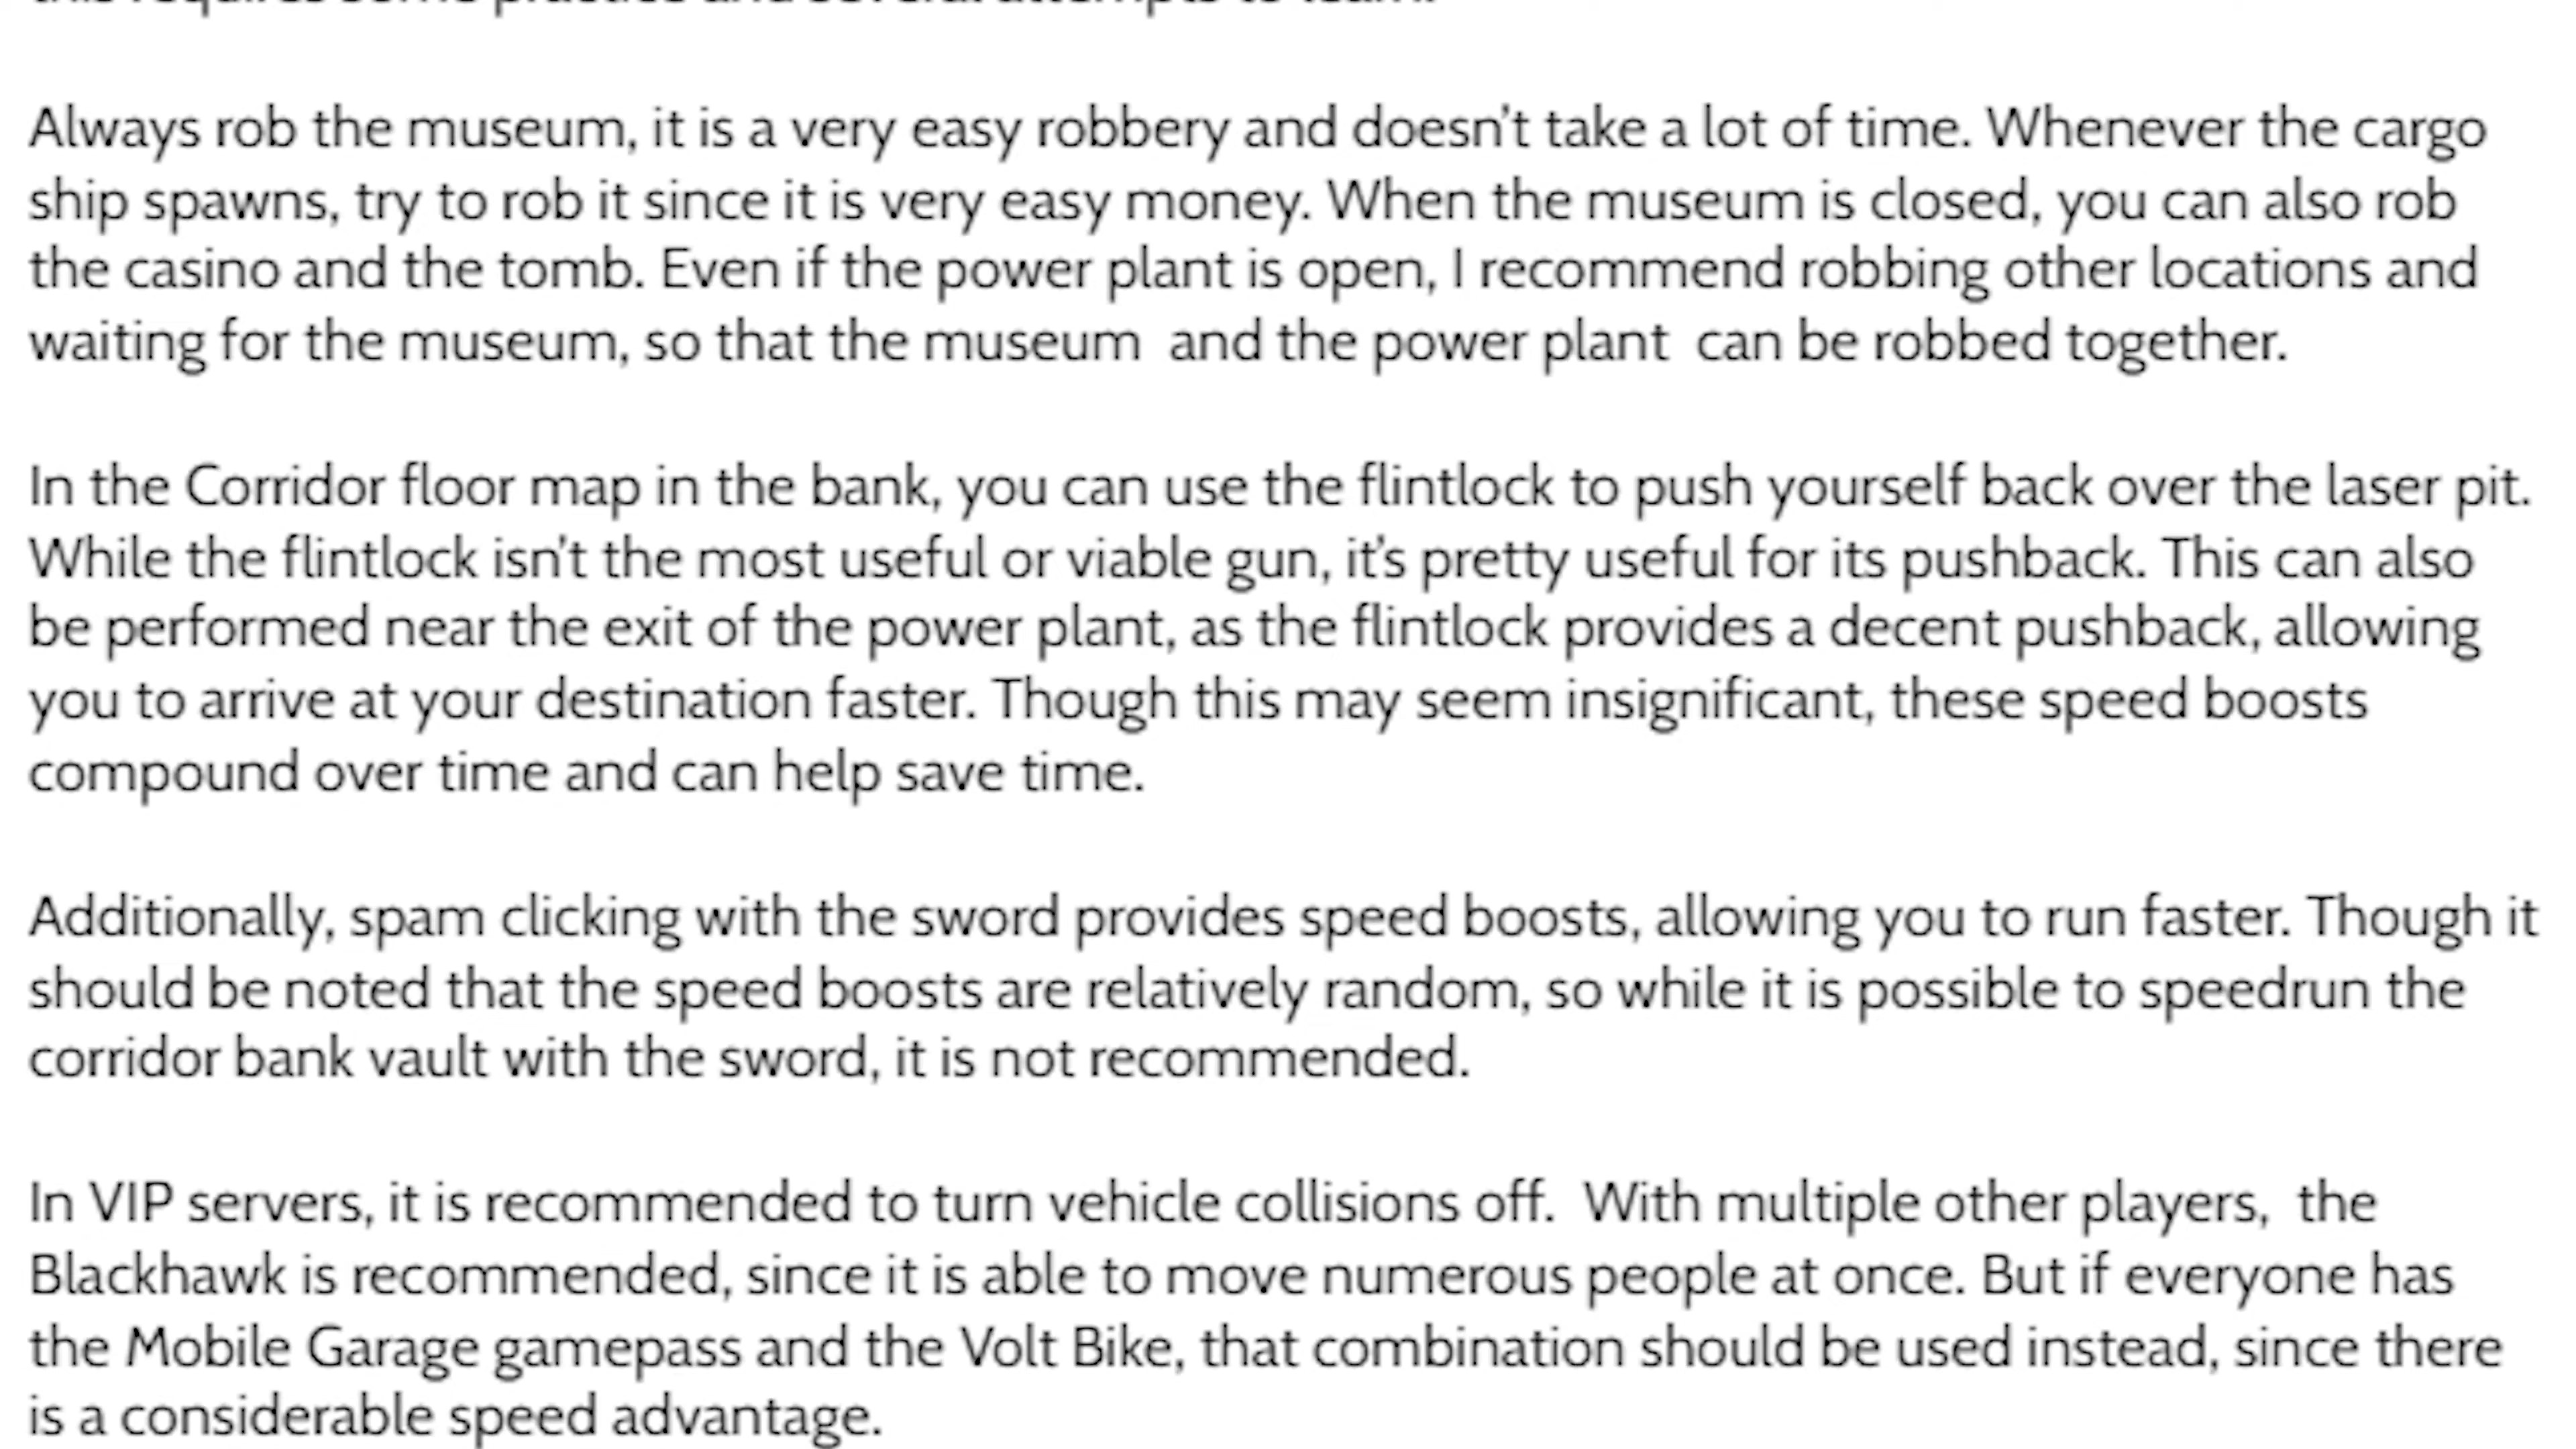 this requires some practice and several attempts to learn.
Always rob the museum, it is a very easy robbery and doesn't take a lot of time. Whenever the cargo
ship spawns, try to rob it since it is very easy money. When the museum is closed, you can also rob
the casino and the tomb. Even if the power plant is open, I recommend robbing other locations and
waiting for the museum, so that the museum  and the power plant  can be robbed together.
In the Corridor floor map in the bank, you can use the flintlock to push yourself back over the laser pit.
While the flintlock isn't the most useful or viable gun, it's pretty useful for its pushback. This can also
be performed near the exit of the power plant, as the flintlock provides a decent pushback, allowing
you to arrive at your destination faster. Though this may seem insignificant, these speed boosts
compound over time and can help save time.
Additionally, spam clicking with the sword provides speed boosts, allowing you to run faster. Though it
should be noted that the speed boosts are relatively random, so while it is possible to speedrun the
corridor bank vault with the sword, it is not recommended.
In VIP servers, it is recommended to turn vehicle collisions off.  With multiple other players,  the
Blackhawk is recommended, since it is able to move numerous people at once. But if everyone has
the Mobile Garage gamepass and the Volt Bike, that combination should be used instead, since there
is a considerable speed advantage.